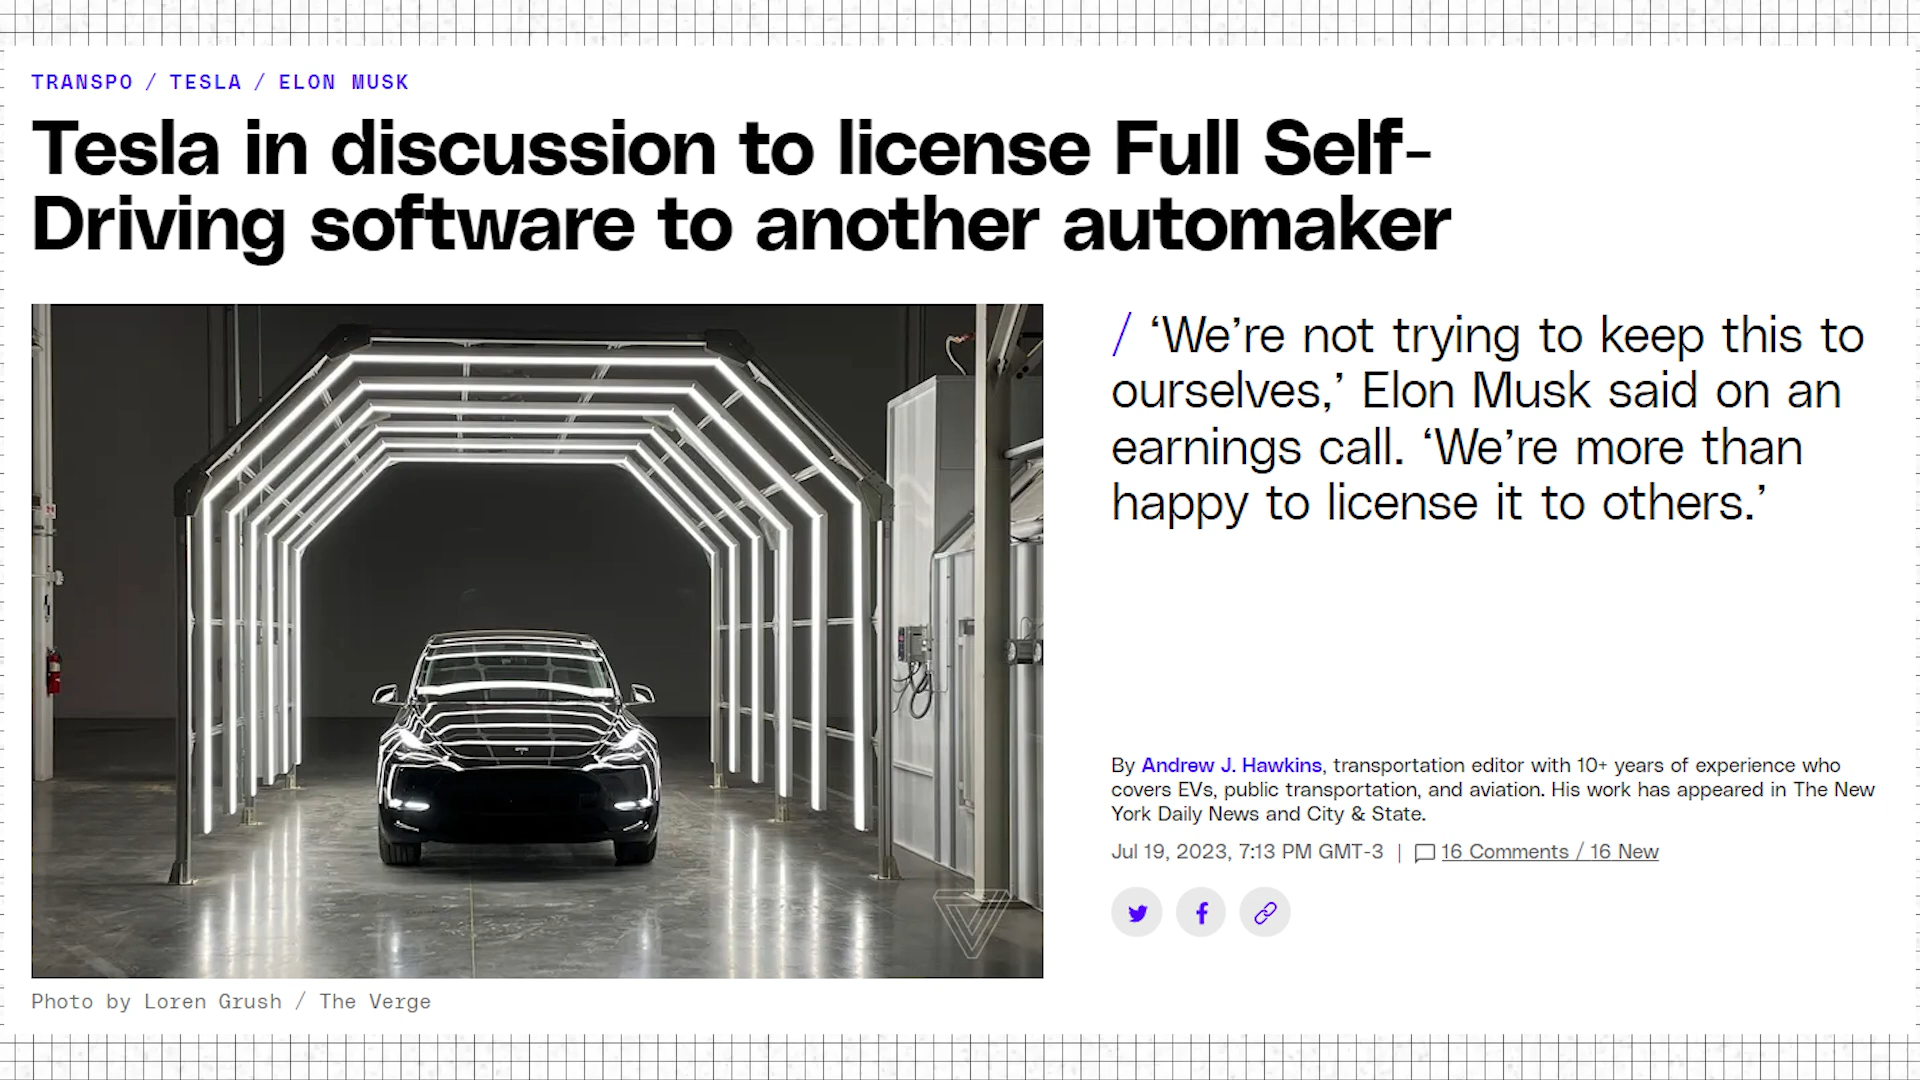 TRANSPO / TESLA / ELON MUSK
Tesla in discussion to license Full Self-
Driving software to another automaker
/ ‘We’re not trying to keep this to
ourselves,’ Elon Musk said on an
earnings call. ‘We’re more than
happy to license it to others.’
By Andrew J. Hawkins, transportation editor with 10+ years of experience who
covers EVs, public transportation, and aviation. His work has appeared in The New
York Daily News and City & State.
Jul 19, 2023, 7:13 PM GMT-3 | 16 Comments / 16 New
Photo by Loren Grush / The Verge